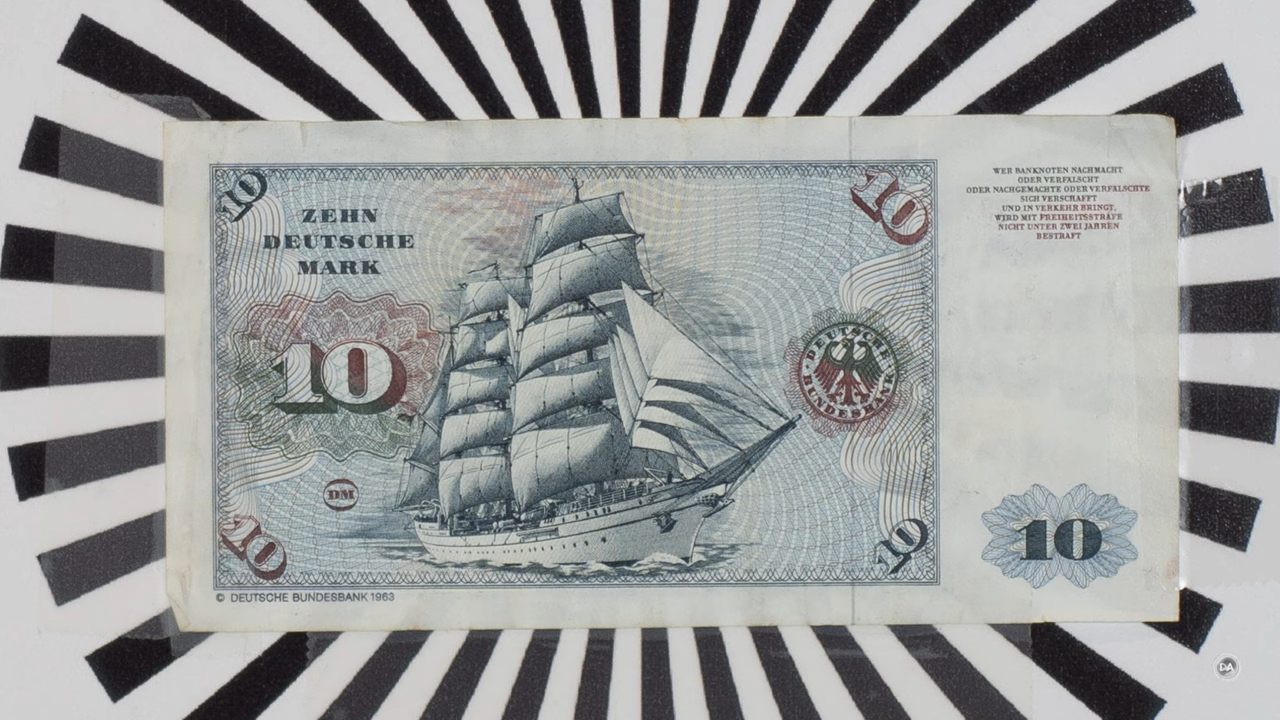 10
10
ZEHN
DEUTSCHE
MARK
WER BANKNOTEN NACHMACHT
ODER VERFÄLSCHT
ODER NACHGEMACHTE ODER VERFÄLSCHTE
SICH VERSCHAFFT
UND IN VERKEHR BRINGT,
WIRD MIT FREIHEITSSTRAFE
NICHT UNTER ZWEI JAHREN
BESTRAFT
10
DEUTSCHE
BUNDESBANK
DM
10
10
10
© DEUTSCHE BUNDESBANK 1963
DA